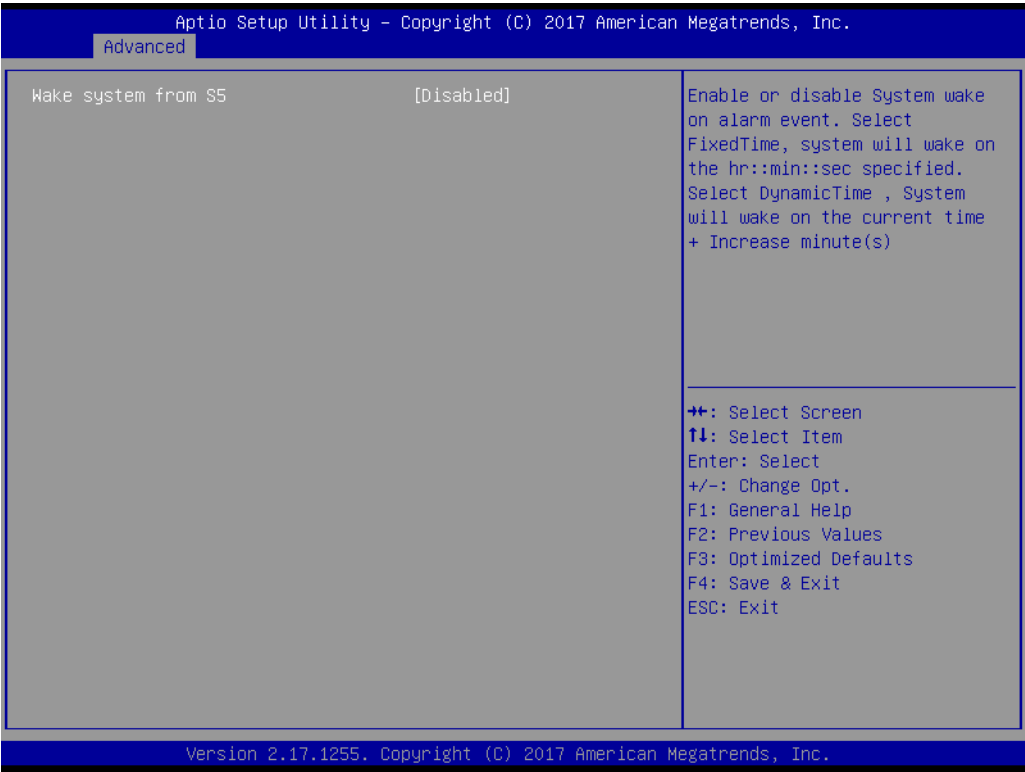 Aptio Setup Utility – Copyright (C) 2017 American Megatrends, Inc.
Advanced
Wake system from S5 [Disabled]
Enable or disable System wake
on alarm event. Select
FixedTime, system will wake on
the hr::min::sec specified.
Select DynamicTime , System
will wake on the current time
+ Increase minute(s)
→←: Select Screen
↑↓: Select Item
Enter: Select
+/-: Change Opt.
F1: General Help
F2: Previous Values
F3: Optimized Defaults
F4: Save & Exit
ESC: Exit
Version 2.17.1255. Copyright (C) 2017 American Megatrends, Inc.